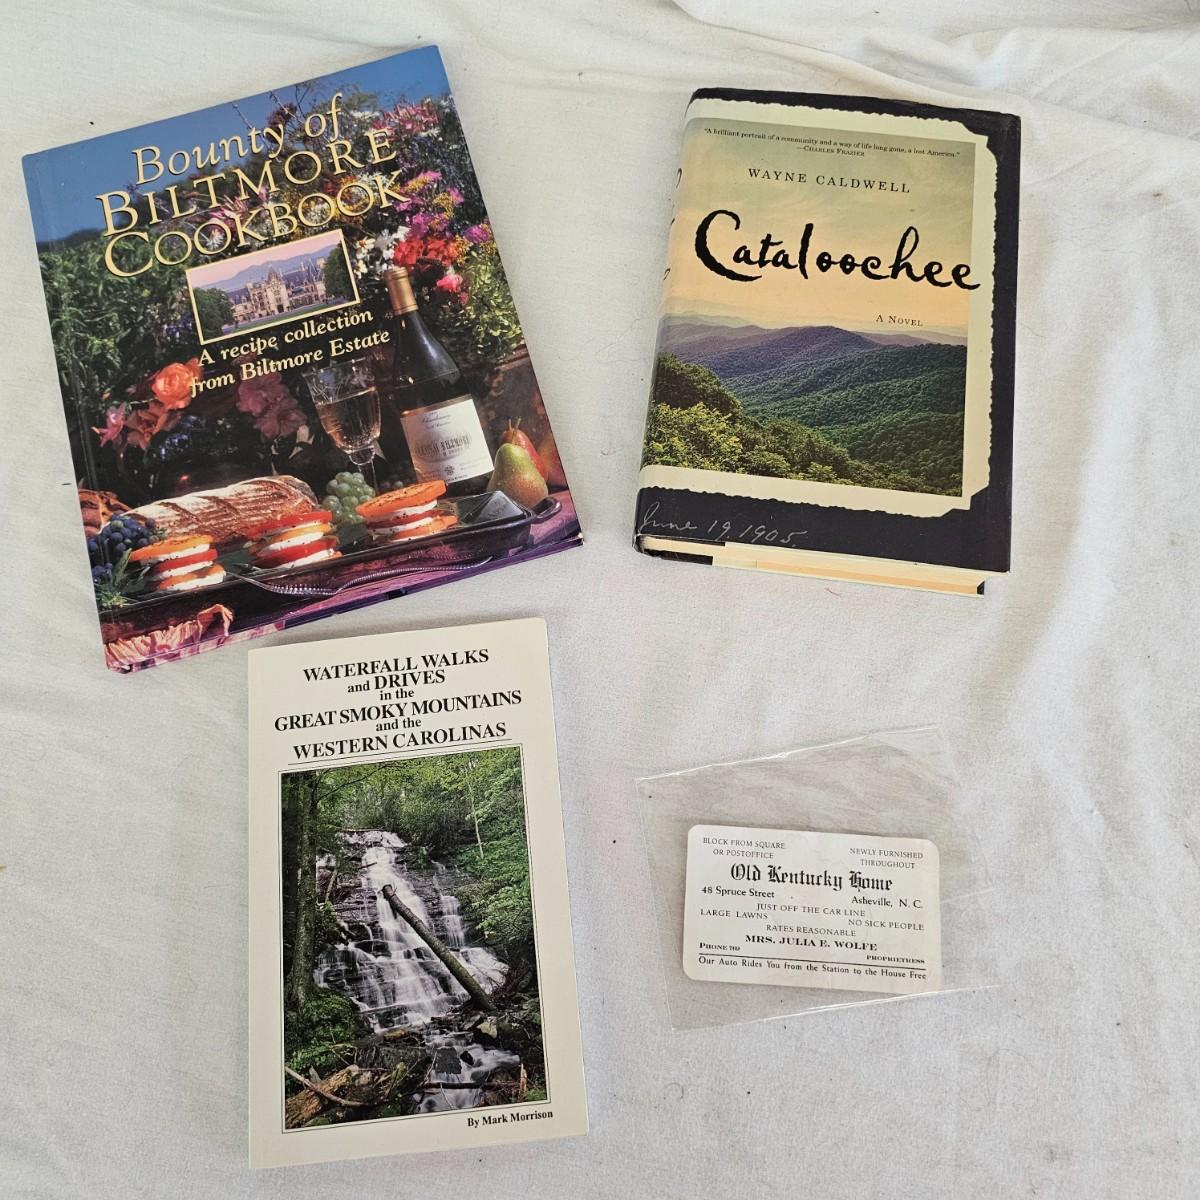 Bounty of
BILTMORE
COOKBOOK
A recipe collection
from Biltmore Estate
"A brilliant portrait of a community and a way of life long gone, a lost America."
—CHARLES FRAZIER
WAYNE CALDWELL
Cataloochee
A NOVEL
June 19, 1905.
WATERFALL WALKS
and DRIVES
in the
GREAT SMOKY MOUNTAINS
and the
WESTERN CAROLINAS
By Mark Morrison
BLOCK FROM SQUARE
OR POSTOFFICE
NEWLY FURNISHED
THROUGHOUT
Old Kentucky Home
48 Spruce Street Asheville, N. C.
JUST OFF THE CAR LINE
LARGE LAWNS NO SICK PEOPLE
RATES REASONABLE
MRS. JULIA E. WOLFE
PHONE 769 PROPRIETRESS
Our Auto Rides You from the Station to the House Free